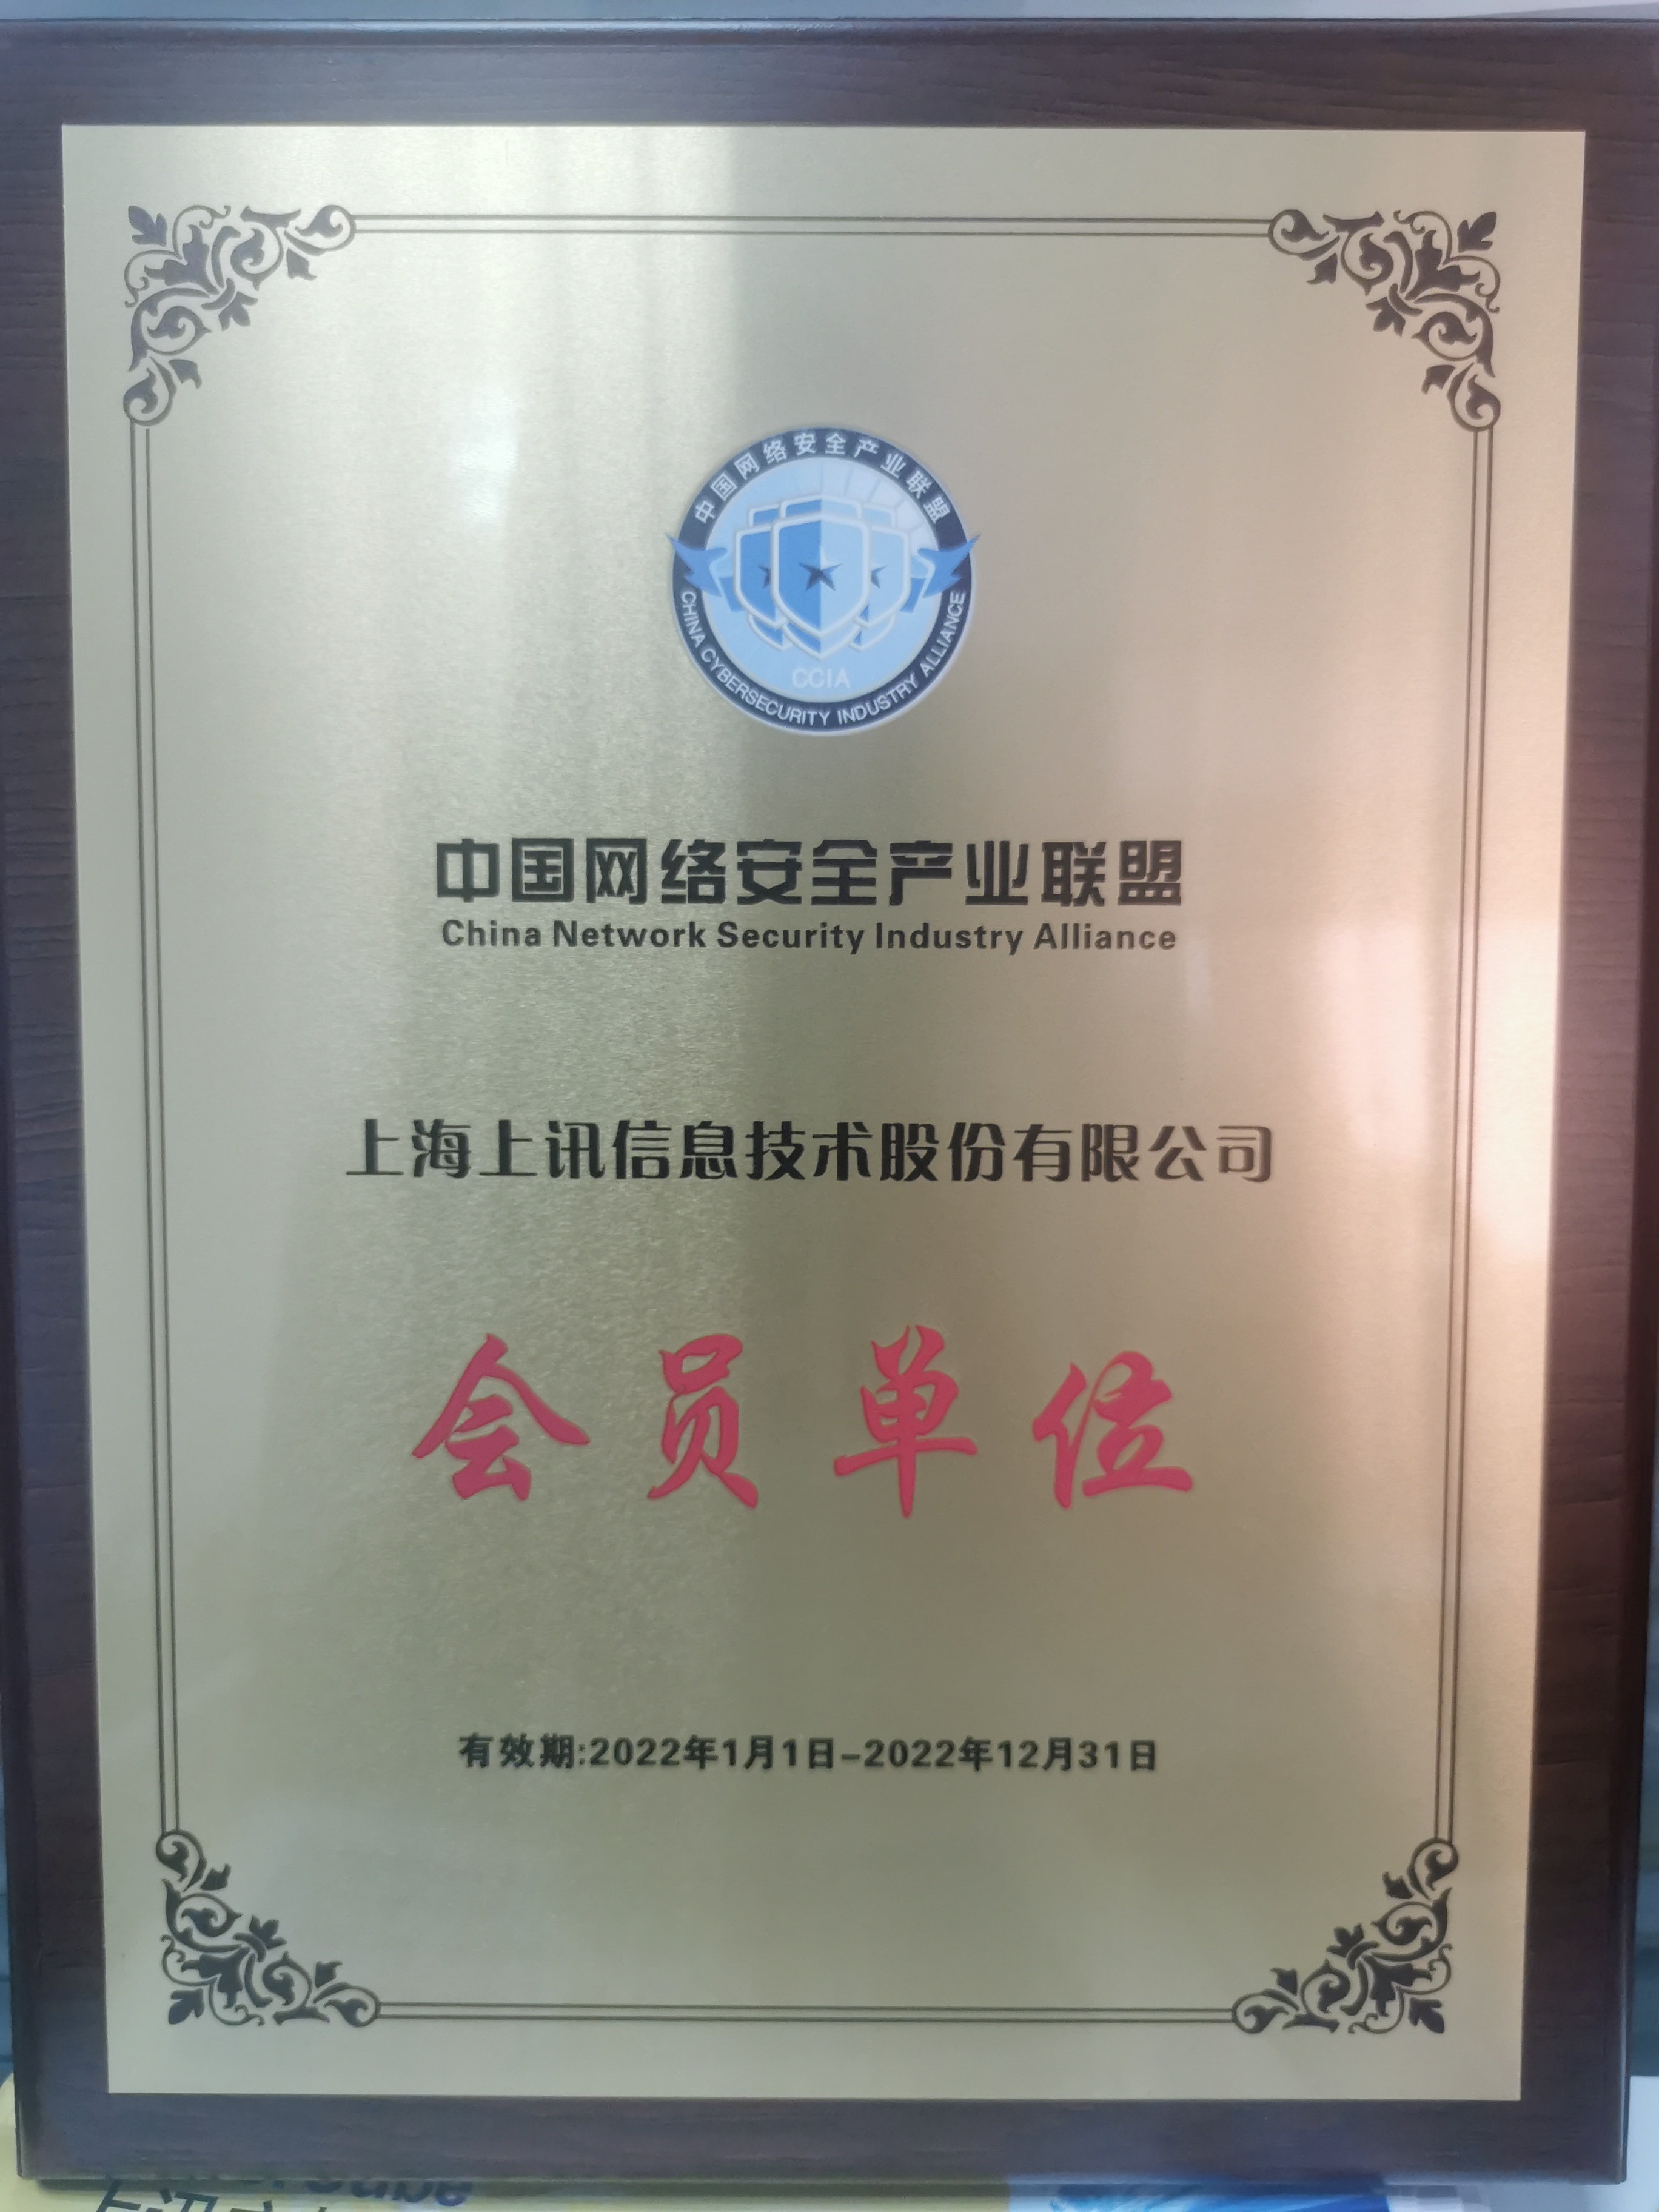 中国网络安全产业联盟
CCIA
CHINA CYBERSECURITY INDUSTRY ALLIANCE
中国网络安全产业联盟
China Network Security Industry Alliance
上海上讯信息技术股份有限公司
会员单位
有效期:2022年1月1日-2022年12月31日